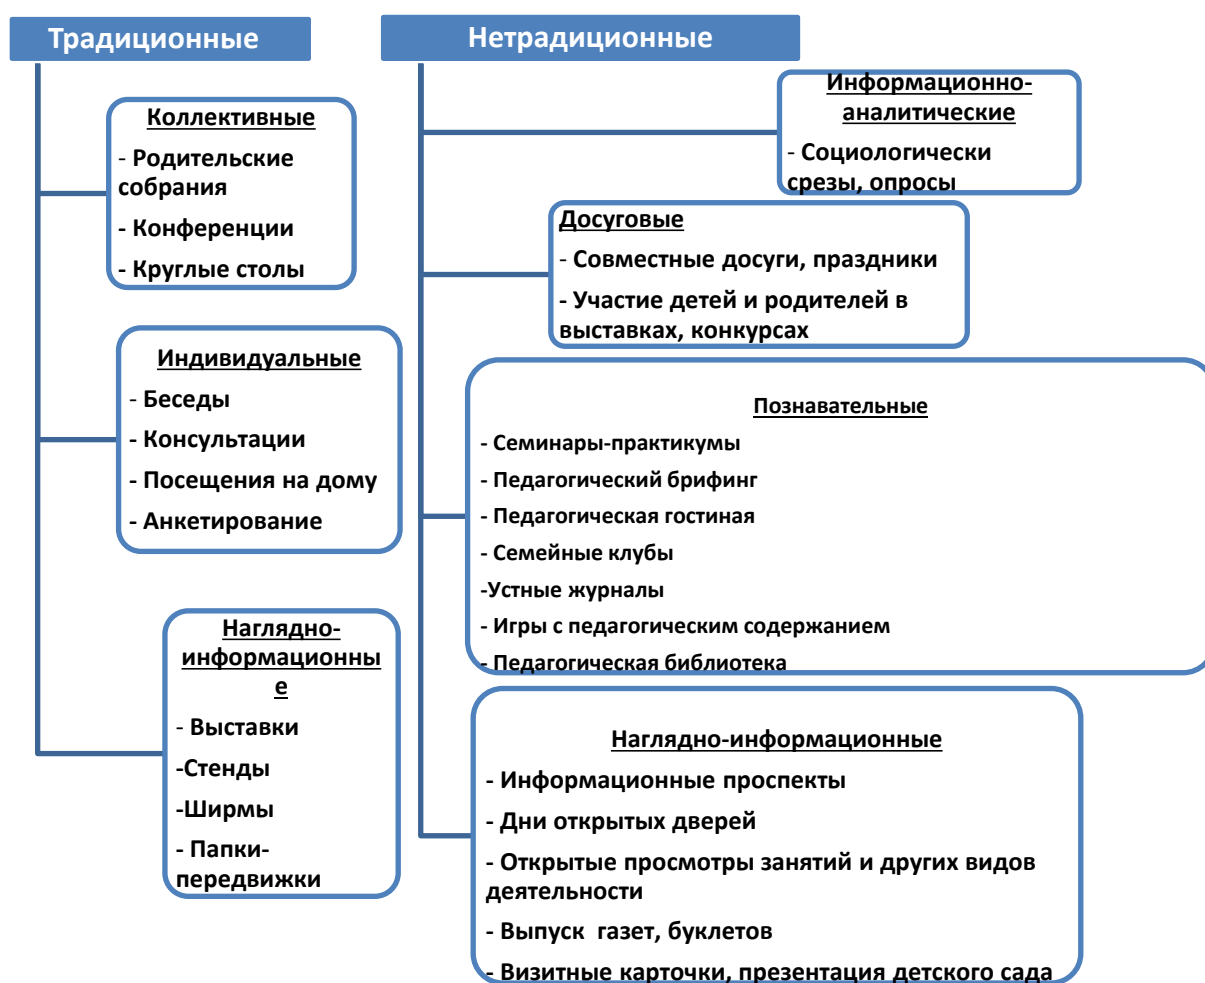 Традиционные
Коллективные
- Родительские
собрания
- Конференции
- Круглые столы
Индивидуальные
- Беседы
- Консультации
- Посещения на дому
- Анкетирование
Наглядно-
информационны
е
- Выставки
-Стенды
-Ширмы
- Папки-
передвижки
Нетрадиционные
Информационно-
аналитические
- Социологически
срезы, опросы
Досуговые
- Совместные досуги, праздники
- Участие детей и родителей в
выставках, конкурсах
Познавательные
- Семинары-практикумы
- Педагогический брифинг
- Педагогическая гостиная
- Семейные клубы
-Устные журналы
- Игры с педагогическим содержанием
- Педагогическая библиотека
Наглядно-информационные
- Информационные проспекты
- Дни открытых дверей
- Открытые просмотры занятий и других видов
деятельности
- Выпуск  газет, буклетов
- Визитные карточки, презентация детского сада